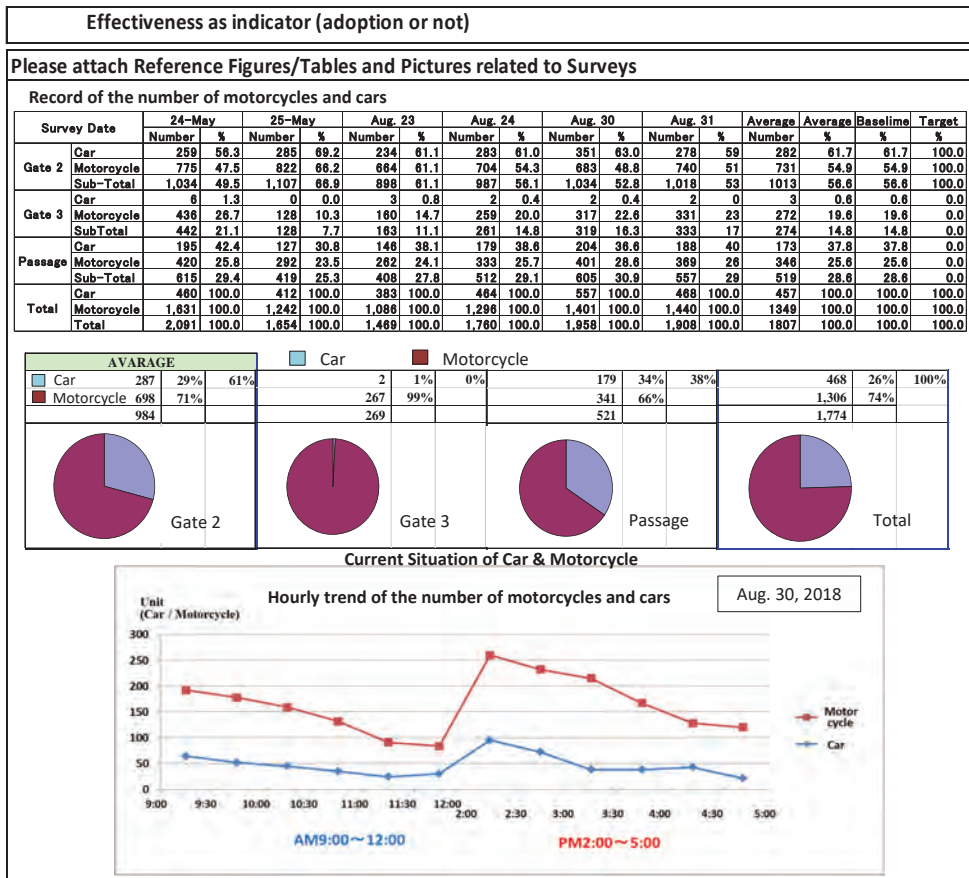 Effectiveness as indicator (adoption or not)
Please attach Reference Figures/Tables and Pictures related to Surveys
Record of the number of motorcycles and cars
Survey Date 24-May 25-May Aug. 23 Aug. 24 Aug. 30 Aug. 31 Average Average Baselime Target
Number % Number % Number % Number % Number % Number % Number % % %
Gate 2 Car 259 56.3 285 69.2 234 61.1 283 61.0 351 63.0 278 59 282 61.7 61.7 100.0
Motorcycle 775 47.5 822 66.2 664 61.1 704 54.3 683 48.8 740 51 731 54.9 54.9 100.0
Sub-Total 1,034 49.5 1,107 66.9 898 61.1 987 56.1 1,034 52.8 1,018 53 1013 56.6 56.6 100.0
Gate 3 Car 6 1.3 0 0.0 3 0.8 2 0.4 2 0.4 2 0 3 0.6 0.6 0.0
Motorcycle 436 26.7 128 10.3 160 14.7 259 20.0 317 22.6 331 23 272 19.6 19.6 0.0
SubTotal 442 21.1 128 7.7 163 11.1 261 14.8 319 16.3 333 17 274 14.8 14.8 0.0
Passage Car 195 42.4 127 30.8 146 38.1 179 38.6 204 36.6 188 40 173 37.8 37.8 0.0
Motorcycle 420 25.8 292 23.5 262 24.1 333 25.7 401 28.6 369 26 346 25.6 25.6 0.0
Sub-Total 615 29.4 419 25.3 408 27.8 512 29.1 605 30.9 557 29 519 28.6 28.6 0.0
Total Car 460 100.0 412 100.0 383 100.0 464 100.0 557 100.0 468 100.0 457 100.0 100.0 100.0
Motorcycle 1,631 100.0 1,242 100.0 1,086 100.0 1,296 100.0 1,401 100.0 1,440 100.0 1349 100.0 100.0 100.0
Total 2,091 100.0 1,654 100.0 1,469 100.0 1,760 100.0 1,958 100.0 1,908 100.0 1807 100.0 100.0 100.0
AVARAGE Car Motorcycle
Car 287 29% 61% 2 1% 0% 179 34% 38% 468 26% 100%
Motorcycle 698 71% 267 99% 341 66% 1,306 74%
984 269 521 1,774
Gate 2 Gate 3 Passage Total
Current Situation of Car & Motorcycle
Hourly trend of the number of motorcycles and cars
Aug. 30, 2018
Unit
(Car / Motorcycle)
300
250
200
150
100
50
0
Motor
cycle
Car
9:00 9:30 10:00 10:30 11:00 11:30 12:00
2:00 2:30 3:00 3:30 4:00 4:30 5:00
AM9:00～12:00 PM2:00～5:00